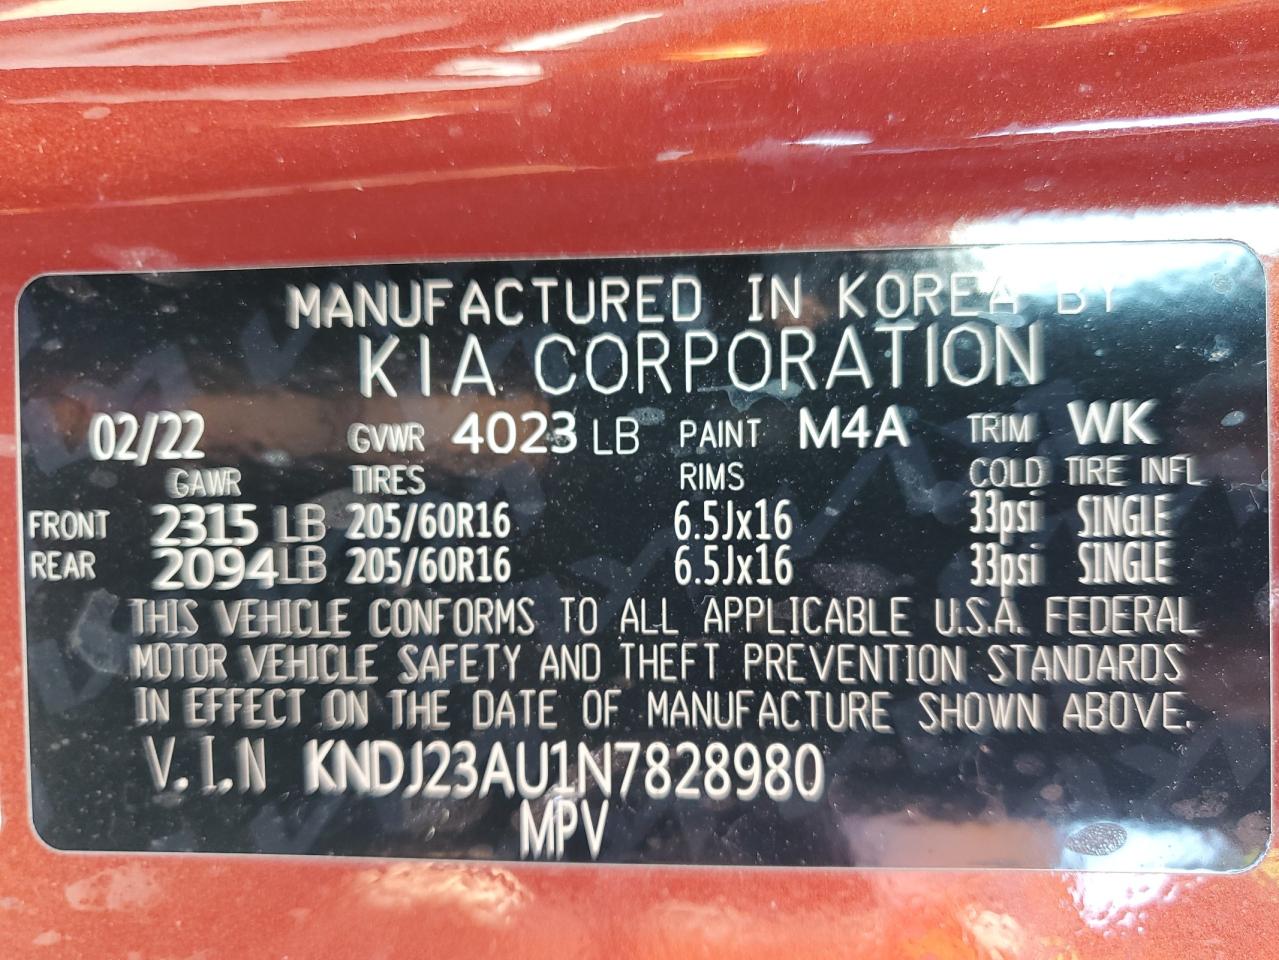 MANUFACTURED IN KOREA BY
KIA CORPORATION
02/22 GVWR 4023 LB PAINT M4A TRIM WK
GAWR TIRES RIMS COLD TIRE INFL
FRONT 2315 LB 205/60R16 6.5Jx16 33psi SINGLE
REAR 2094 LB 205/60R16 6.5Jx16 33psi SINGLE
THIS VEHICLE CONFORMS TO ALL APPLICABLE U.S.A. FEDERAL
MOTOR VEHICLE SAFETY AND THEFT PREVENTION STANDARDS
IN EFFECT ON THE DATE OF MANUFACTURE SHOWN ABOVE.
V.I.N KNDJ23AU1N7828980
MPV